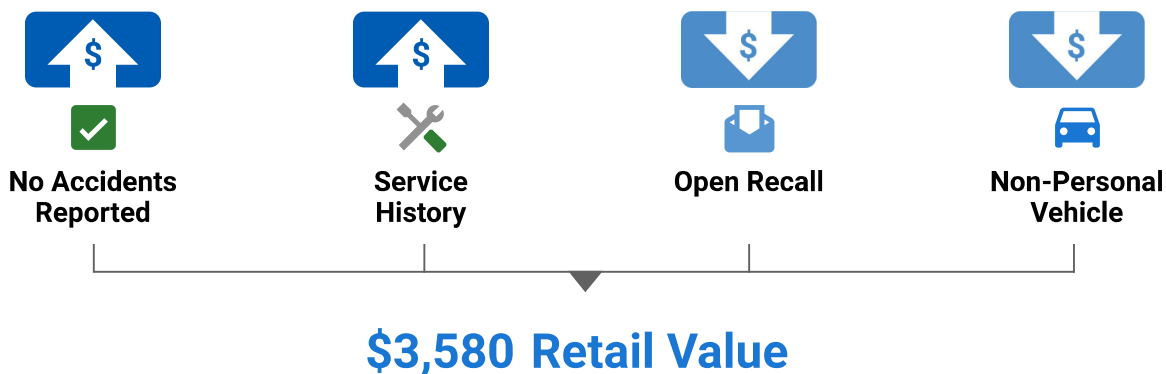 $ $ $ $
No Accidents Reported
Service History
Open Recall
Non-Personal Vehicle
$3,580 Retail Value